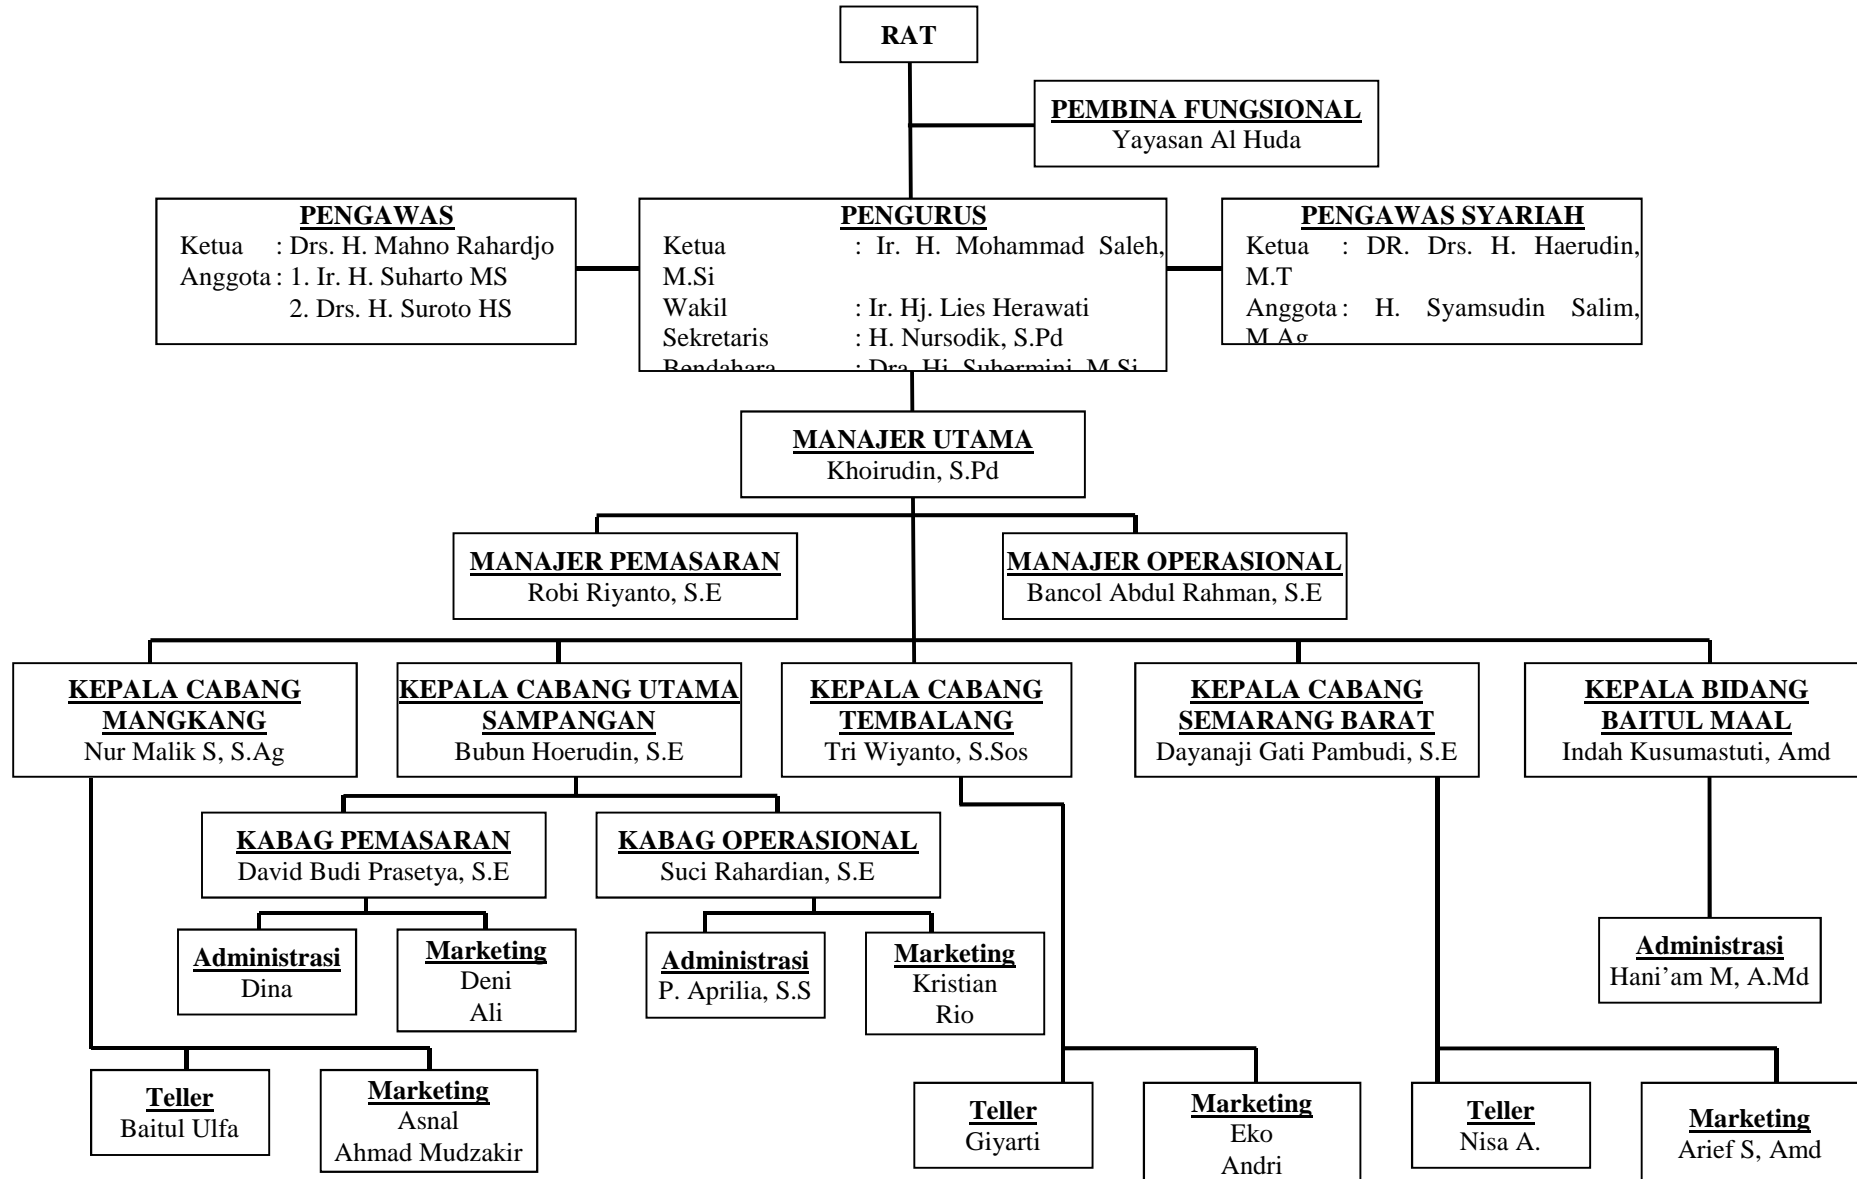 RAT
PEMBINA FUNGSIONAL
Yayasan Al Huda
PENGAWAS
Ketua : Drs. H. Mahno Rahardjo
Anggota : 1. Ir. H. Suharto MS
2. Drs. H. Suroto HS
PENGURUS
Ketua : Ir. H. Mohammad Saleh,
M.Si
Wakil : Ir. Hj. Lies Herawati
Sekretaris : H. Nursodik, S.Pd
Bendahara : Dra. Hj. Suhermini, M.Si
PENGAWAS SYARIAH
Ketua : DR. Drs. H. Haerudin,
M.T
Anggota : H. Syamsudin Salim,
M.Ag
MANAJER UTAMA
Khoirudin, S.Pd
MANAJER PEMASARAN
Robi Riyanto, S.E
MANAJER OPERASIONAL
Bancol Abdul Rahman, S.E
KEPALA CABANG
MANGKANG
Nur Malik S, S.Ag
KEPALA CABANG UTAMA
SAMPANGAN
Bubun Hoerudin, S.E
KEPALA CABANG
TEMBALANG
Tri Wiyanto, S.Sos
KEPALA CABANG
SEMARANG BARAT
Dayanaji Gati Pambudi, S.E
KEPALA BIDANG
BAITUL MAAL
Indah Kusumastuti, Amd
KABAG PEMASARAN
David Budi Prasetya, S.E
KABAG OPERASIONAL
Suci Rahardian, S.E
Administrasi
Dina
Marketing
Deni
Ali
Administrasi
P. Aprilia, S.S
Marketing
Kristian
Rio
Administrasi
Hani’am M, A.Md
Teller
Baitul Ulfa
Marketing
Asnal
Ahmad Mudzakir
Teller
Giyarti
Marketing
Eko
Andri
Teller
Nisa A.
Marketing
Arief S, Amd